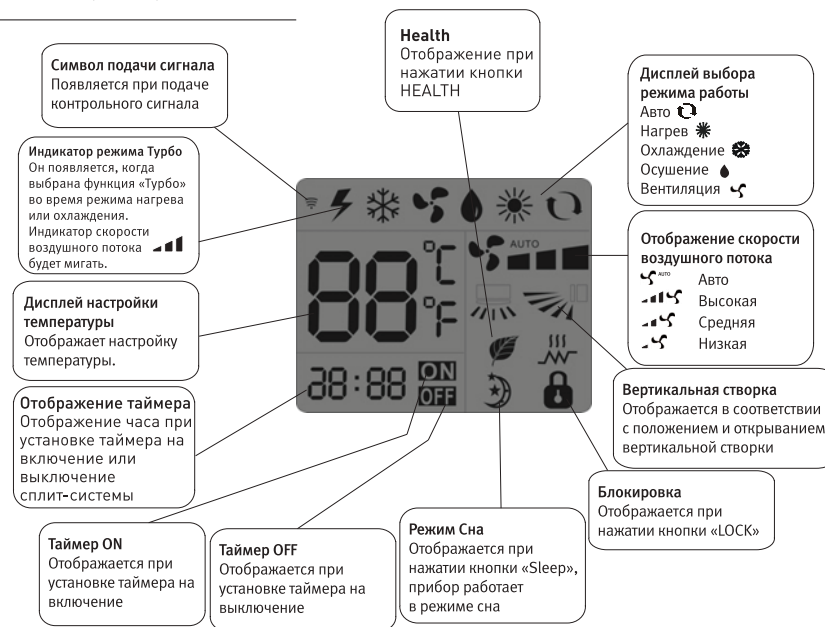 Health
Отображение при
нажатии кнопки
HEALTH
Символ подачи сигнала
Появляется при подаче
контрольного сигнала
Дисплей выбора
режима работы
Авто
Нагрев
Охлаждение
Осушение
Вентиляция
Индикатор режима Турбо
Он появляется, когда
выбрана функция «Турбо»
во время режима нагрева
или охлаждения.
Индикатор скорости
воздушного потока
будет мигать.
AUTO
°C
°F
88
88:88
ON
OFF
Отображение скорости
воздушного потока
AUTO Авто
Высокая
Средняя
Низкая
Дисплей настройки
температуры
Отображает настройку
температуры.
Вертикальная створка
Отображается в соответствии
с положением и открыванием
вертикальной створки
Отображение таймера
Отображение часа при
установке таймера на
включение или
выключение
сплит-системы
Блокировка
Отображается при
нажатии кнопки «LOCK»
Таймер ON
Отображается при
установке таймера на
включение
Таймер OFF
Отображается при
установке таймера на
выключение
Режим Сна
Отображается при
нажатии кнопки «Sleep»,
прибор работает
в режиме сна